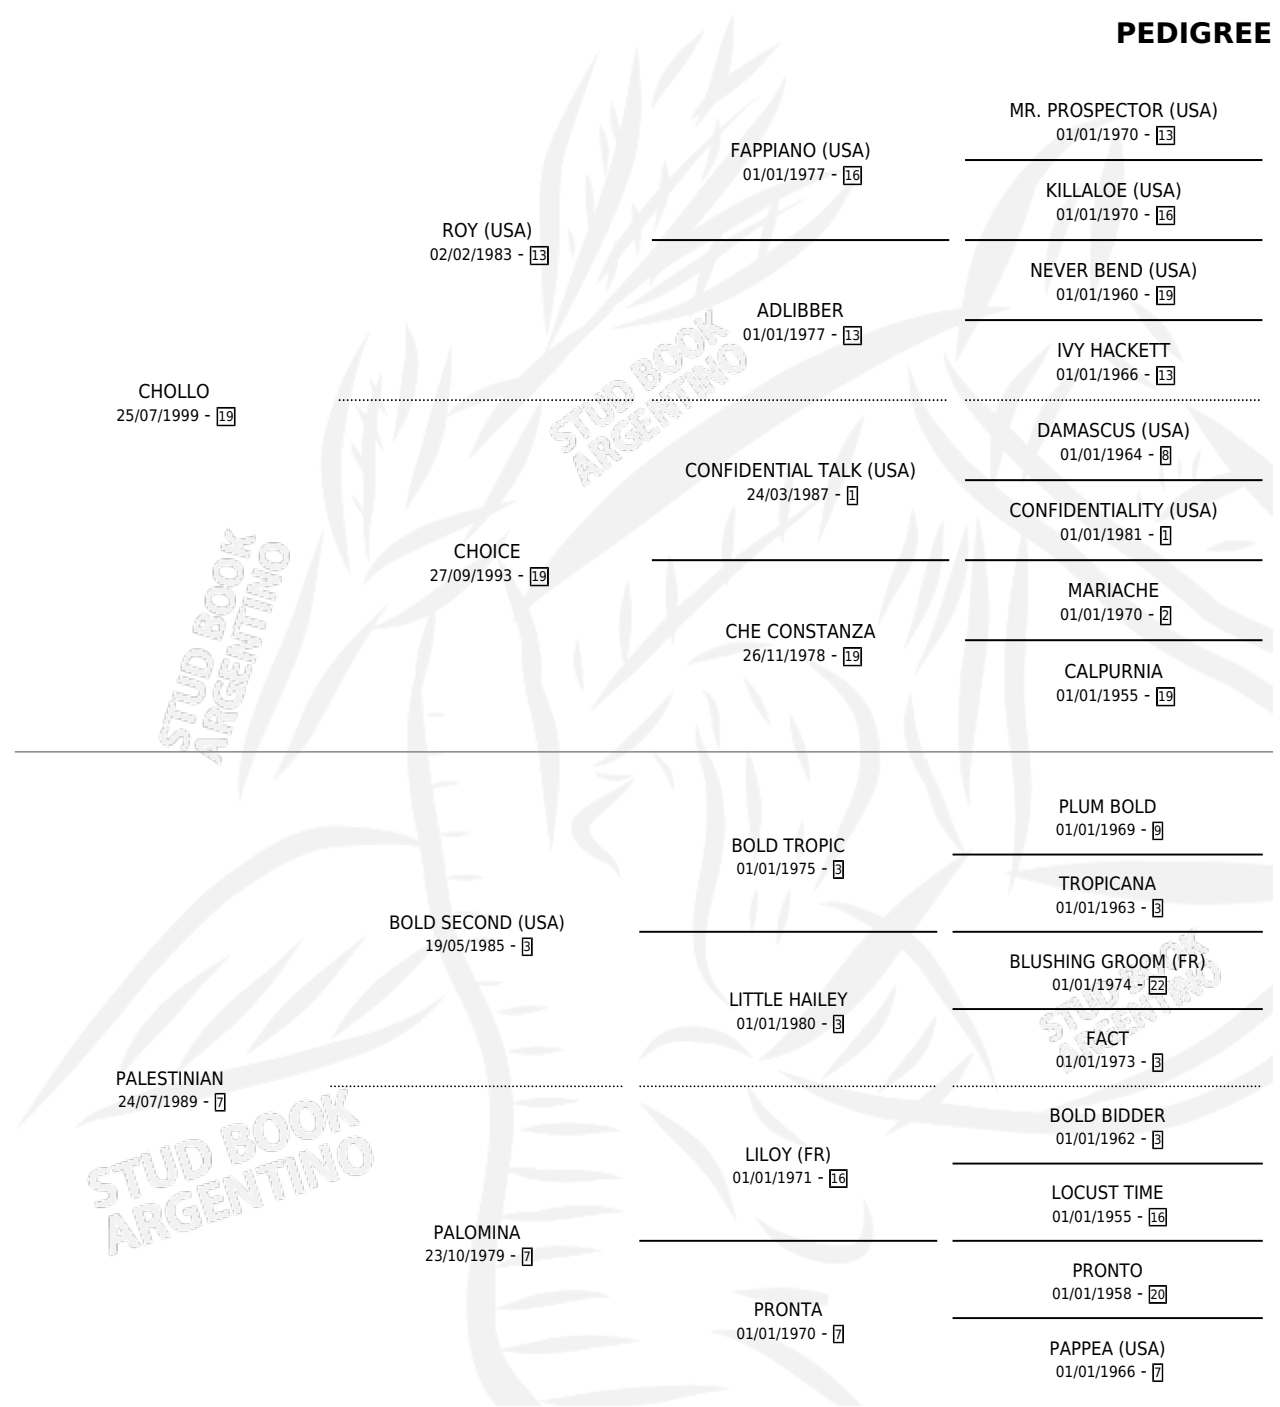 PEDIGREE
MR. PROSPECTOR (USA)
01/01/1970 - 13
FAPPIANO (USA)
01/01/1977 - 16
KILLALOE (USA)
01/01/1970 - 16
ROY (USA)
02/02/1983 - 13
NEVER BEND (USA)
01/01/1960 - 19
ADLIBBER
01/01/1977 - 13
IVY HACKETT
01/01/1966 - 13
CHOLLO
25/07/1999 - 19
STUD BOOK
ARGENTINO
DAMASCUS (USA)
01/01/1964 - 8
CONFIDENTIAL TALK (USA)
24/03/1987 - 1
CONFIDENTIALITY (USA)
01/01/1981 - 1
CHOICE
27/09/1993 - 19
MARIACHE
01/01/1970 - 2
CHE CONSTANZA
26/11/1978 - 19
CALPURNIA
01/01/1955 - 19
STUD BOOK
ARGENTINO
PLUM BOLD
01/01/1969 - 9
BOLD TROPIC
01/01/1975 - 3
TROPICANA
01/01/1963 - 3
BOLD SECOND (USA)
19/05/1985 - 3
BLUSHING GROOM (FR)
01/01/1974 - 22
LITTLE HAILEY
01/01/1980 - 3
STUD BOOK
ARGENTINO
FACT
01/01/1973 - 3
PALESTINIAN
24/07/1989 - 7
BOLD BIDDER
01/01/1962 - 3
LILOY (FR)
01/01/1971 - 16
LOCUST TIME
01/01/1955 - 16
STUD BOOK
ARGENTINO
PALOMINA
23/10/1979 - 7
PRONTO
01/01/1958 - 20
PRONTA
01/01/1970 - 7
PAPPEA (USA)
01/01/1966 - 7